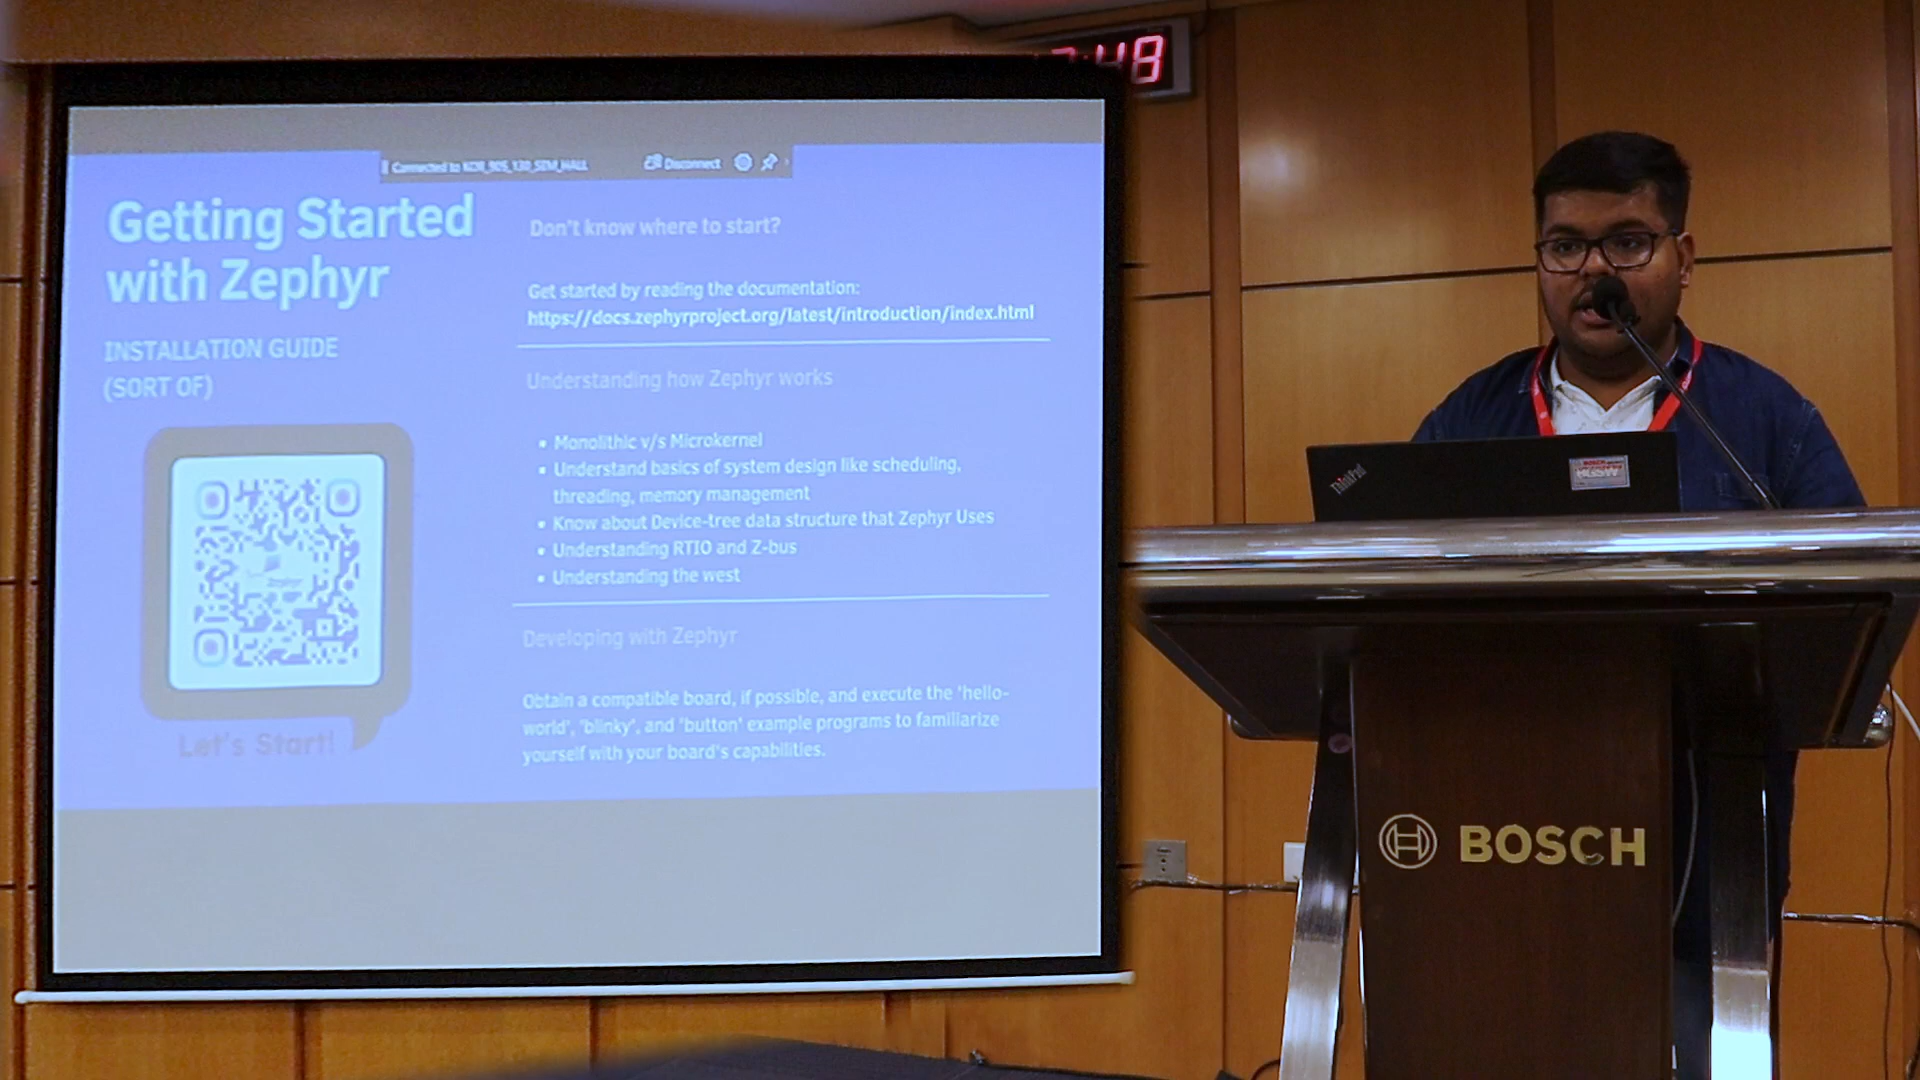 :48
Connected to KOR_905_130_SEM_HALL
Disconnect
Getting Started
with Zephyr
INSTALLATION GUIDE
(SORT OF)
Let's Start!
Don't know where to start?
Get started by reading the documentation:
https://docs.zephyrproject.org/latest/introduction/index.html
Understanding how Zephyr works
• Monolithic v/s Microkernel
• Understand basics of system design like scheduling,
threading, memory management
• Know about Device-tree data structure that Zephyr Uses
• Understanding RTIO and Z-bus
• Understanding the west
Developing with Zephyr
Obtain a compatible board, if possible, and execute the 'hello-
world', 'blinky', and 'button' example programs to familiarize
yourself with your board's capabilities.
ThinkPad
BOSCH